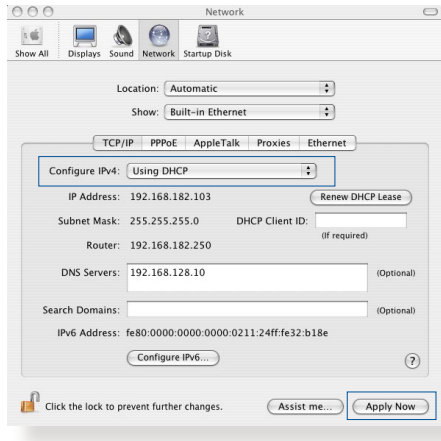 Network
Show All Displays Sound Network Startup Disk
Location: Automatic
Show: Built-in Ethernet
TCP/IP PPPoE AppleTalk Proxies Ethernet
Configure IPv4: Using DHCP
IP Address: 192.168.182.103 Renew DHCP Lease
Subnet Mask: 255.255.255.0 DHCP Client ID:
(If required)
Router: 192.168.182.250
DNS Servers: 192.168.128.10 (Optional)
Search Domains: (Optional)
IPv6 Address: fe80:0000:0000:0000:0211:24ff:fe32:b18e
Configure IPv6...
?
Click the lock to prevent further changes. Assist me... Apply Now